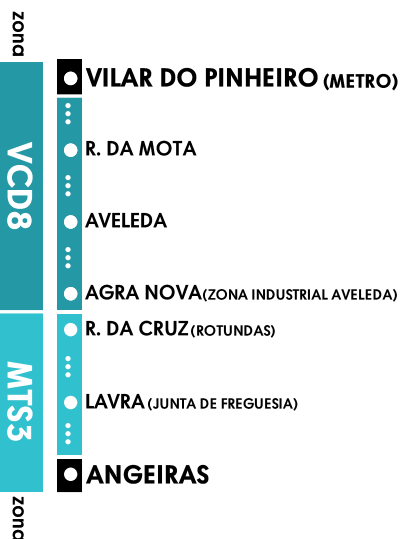 zona
VILAR DO PINHEIRO (METRO)
VCD8
R. DA MOTA
AVELEDA
AGRA NOVA (ZONA INDUSTRIAL AVELEDA)
R. DA CRUZ (ROTUNDAS)
MTS3
LAVRA (JUNTA DE FREGUESIA)
ANGEIRAS
zona